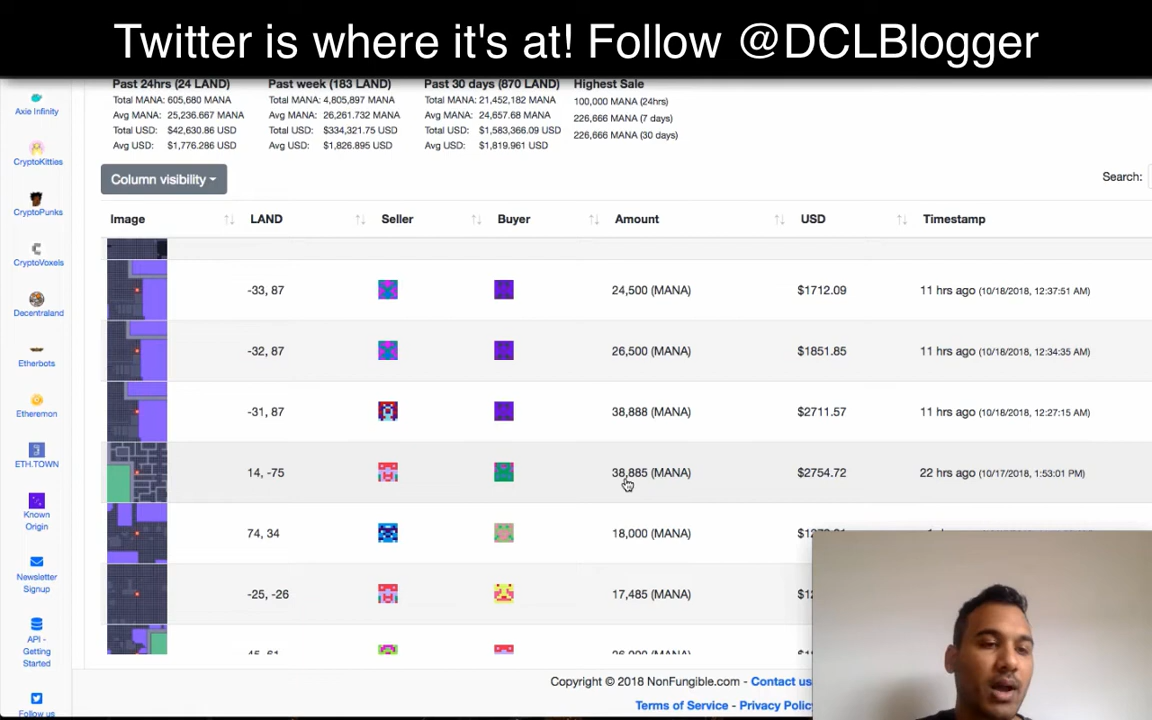 Twitter is where it's at! Follow @DCLBlogger
Past 24hrs (24 LAND)
Total MANA: 605,680 MANA
Avg MANA: 25,236.667 MANA
Total USD: $42,630.86 USD
Avg USD: $1,776.286 USD
Past week (183 LAND)
Total MANA: 4,805,897 MANA
Avg MANA: 26,261.732 MANA
Total USD: $334,321.75 USD
Avg USD: $1,826.895 USD
Past 30 days (870 LAND)
Total MANA: 21,452,182 MANA
Avg MANA: 24,657.68 MANA
Total USD: $1,583,366.09 USD
Avg USD: $1,819.961 USD
Highest Sale
100,000 MANA (24hrs)
226,666 MANA (7 days)
226,666 MANA (30 days)
Axie Infinity
CryptoKitties
CryptoPunks
CryptoVoxels
Decentraland
Etherbots
Etheremon
ETH.TOWN
Known
Origin
Newsletter
Signup
API -
Getting
Started
Follow us
Column visibility
Search:
Image LAND Seller Buyer Amount USD Timestamp
-33, 87 24,500 (MANA) $1712.09 11 hrs ago (10/18/2018, 12:37:51 AM)
-32, 87 26,500 (MANA) $1851.85 11 hrs ago (10/18/2018, 12:34:35 AM)
-31, 87 38,888 (MANA) $2711.57 11 hrs ago (10/18/2018, 12:27:15 AM)
14, -75 38,885 (MANA) $2754.72 22 hrs ago (10/17/2018, 1:53:01 PM)
74, 34 18,000 (MANA)
-25, -26 17,485 (MANA)
Copyright © 2018 NonFungible.com - Contact us
Terms of Service - Privacy Policy